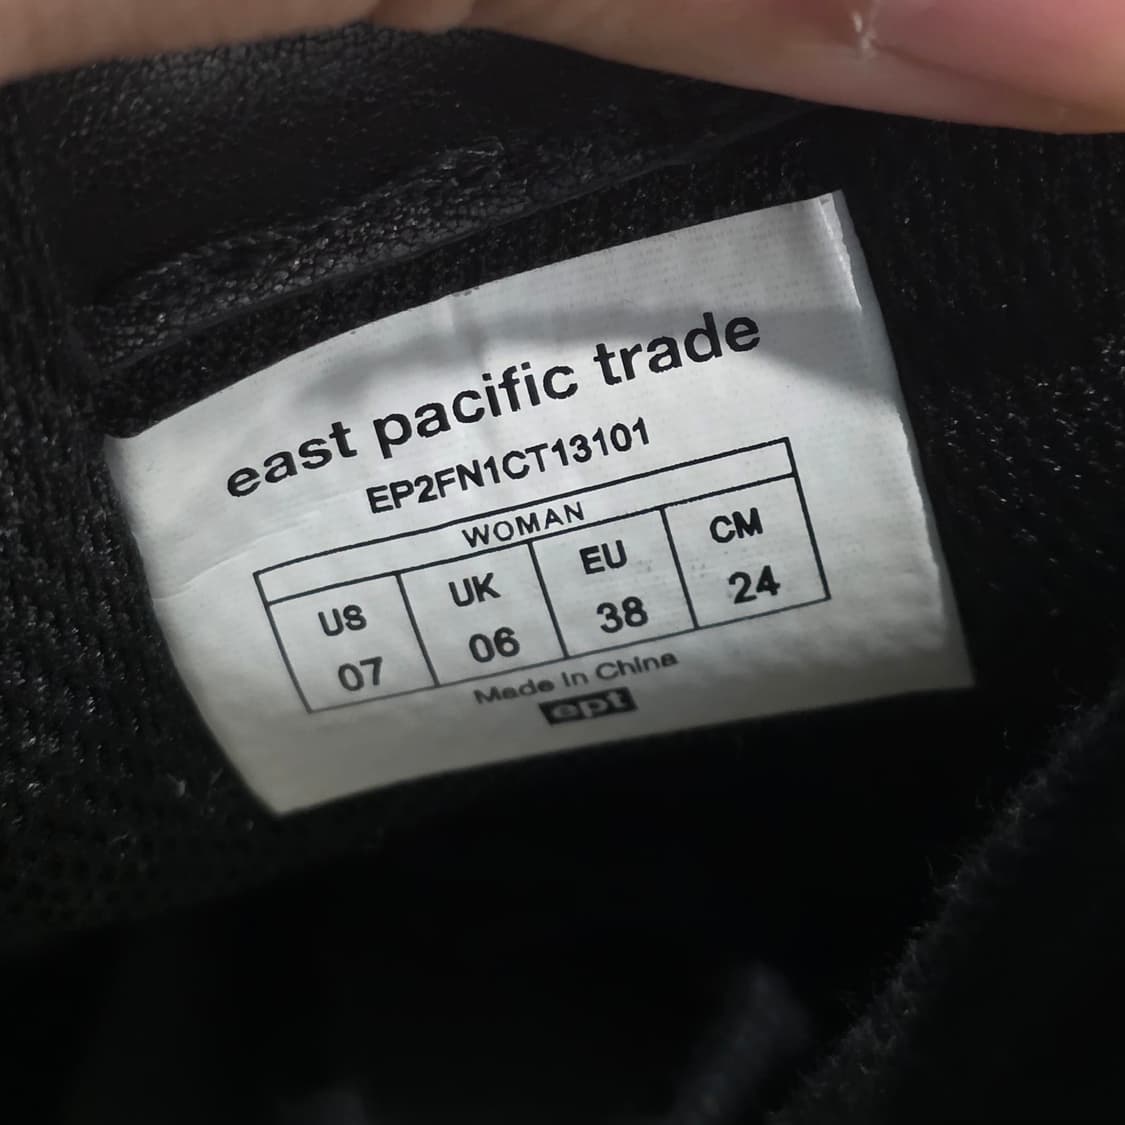 east pacific trade
EP2FN1CT13101
WOMAN
US UK EU CM
07 06 38 24
Made In China
ept